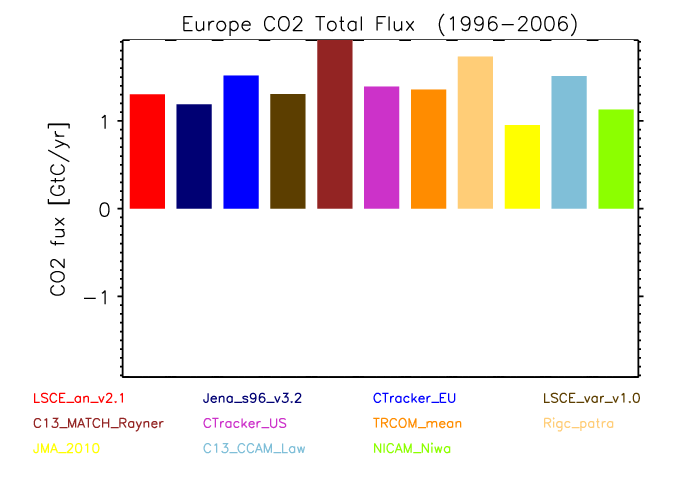 Europe CO2 Total Flux (1996-2006)
CO2 fux [GtC/yr]
1
0
-1
LSCE_an_v2.1 Jena_s96_v3.2 CTracker_EU LSCE_var_v1.0
C13_MATCH_Rayner CTracker_US TRCOM_mean Rigc_patra
JMA_2010 C13_CCAM_Law NICAM_Niwa